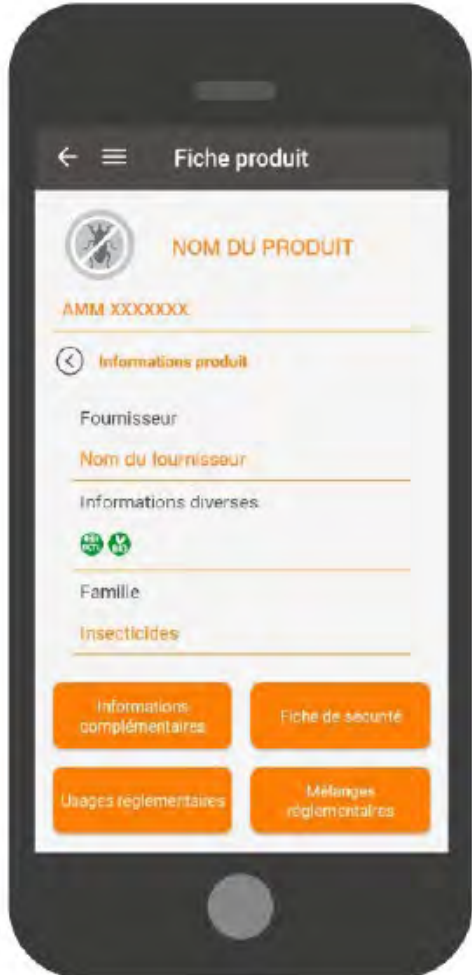 Fiche produit
NOM DU PRODUIT
AMM XXXXXXX
Informations produit
Fournisseur
Nom du fournisseur
Informations diverses
BIO
Famille
Insecticides
Informations
complémentaires
Fiche de sécurité
Usages réglementaires
Mélanges
réglementaires